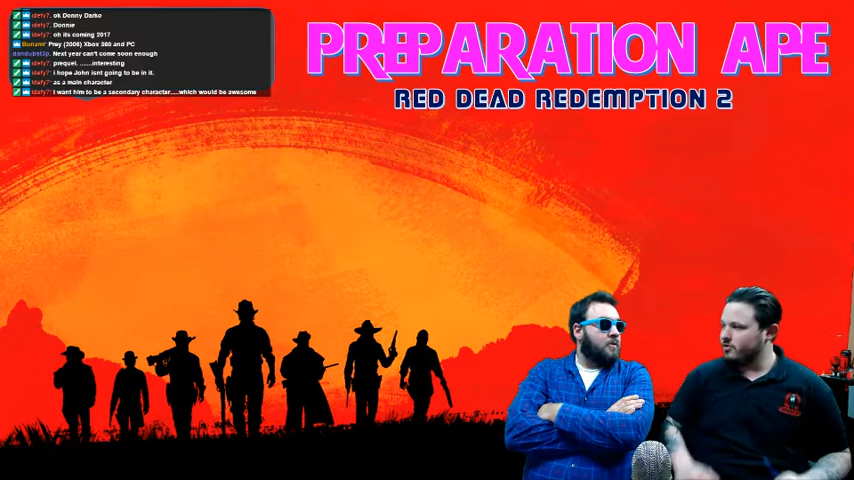 idefy7: ok Donny Darko
idefy7: Donnie
idefy7: oh its coming 2017
Bunami: Prey (2006) Xbox 360 and PC
dandubst3p: Next year can't come soon enough
idefy7: prequel. .......interesting
idefy7: i hope John isnt going to be in it.
idefy7: as a main character
idefy7: i want him to be a secondary character.....which would be awesome
PREPARATION APE
RED DEAD REDEMPTION 2